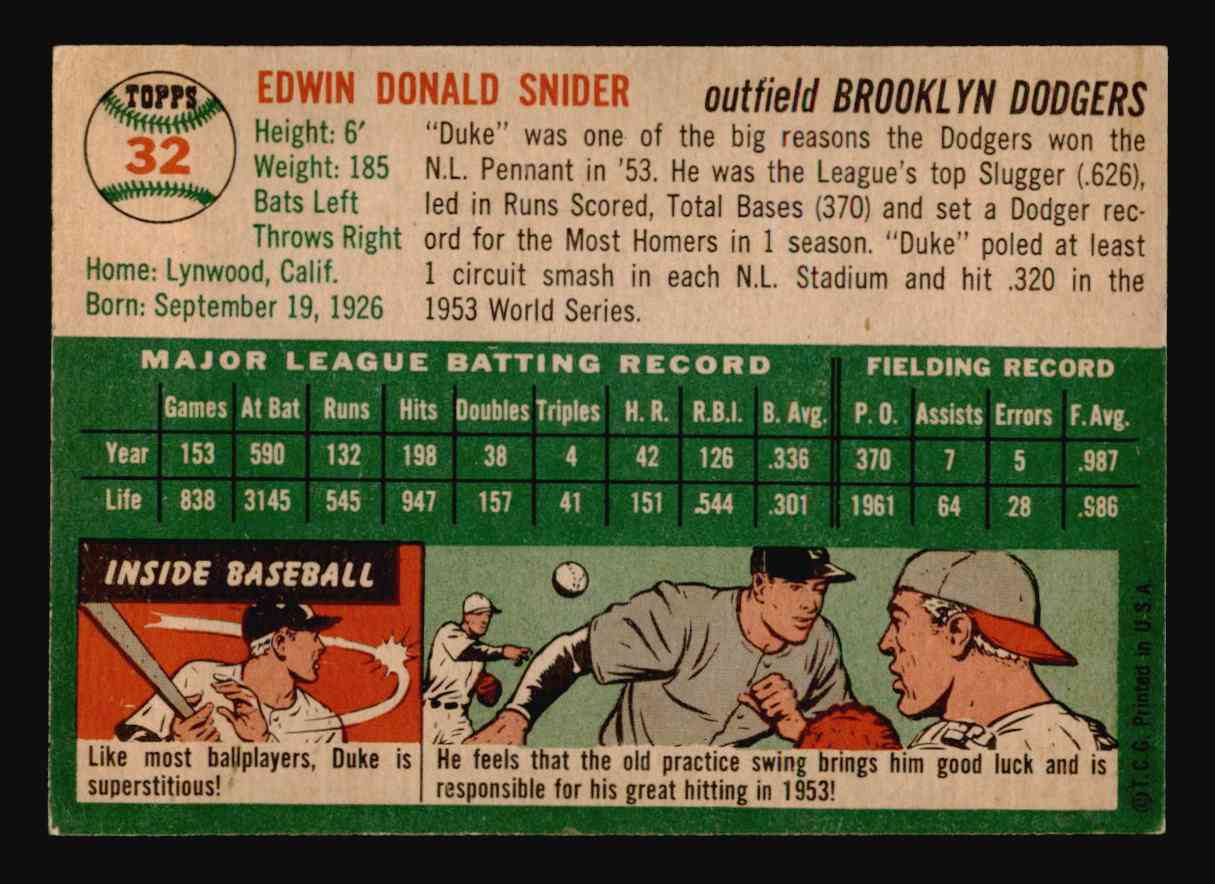 TOPPS
32
EDWIN DONALD SNIDER
outfield BROOKLYN DODGERS
Height: 6′
Weight: 185
Bats Left
Throws Right
Home: Lynwood, Calif.
Born: September 19, 1926
“Duke” was one of the big reasons the Dodgers won the
N.L. Pennant in ’53. He was the League’s top Slugger (.626),
led in Runs Scored, Total Bases (370) and set a Dodger rec-
ord for the Most Homers in 1 season. “Duke” poled at least
1 circuit smash in each N.L. Stadium and hit .320 in the
1953 World Series.
MAJOR LEAGUE BATTING RECORD FIELDING RECORD
Games At Bat Runs Hits Doubles Triples H. R. R.B.I. B. Avg. P. O. Assists Errors F. Avg.
Year 153 590 132 198 38 4 42 126 .336 370 7 5 .987
Life 838 3145 545 947 157 41 151 .544 .301 1961 64 28 .986
INSIDE BASEBALL
Like most ballplayers, Duke is
superstitious!
He feels that the old practice swing brings him good luck and is
responsible for his great hitting in 1953!
© T. C. G. Printed in U.S.A.